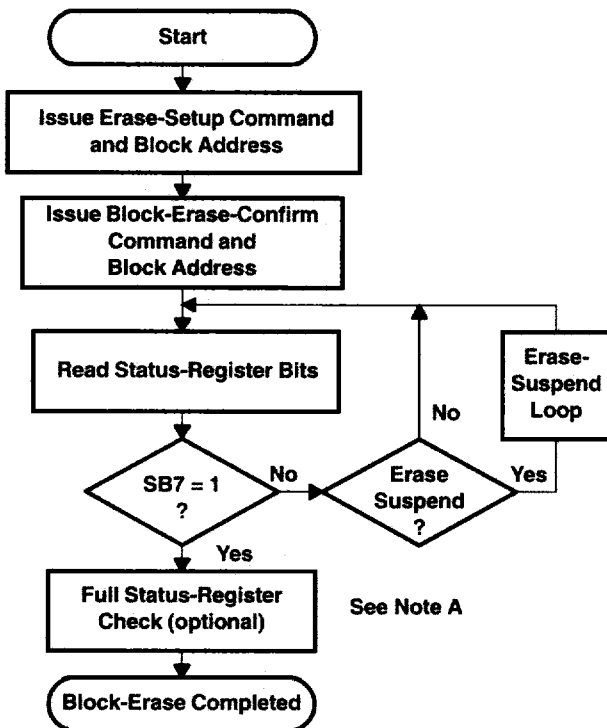 Start
Issue Erase-Setup Command
and Block Address
Issue Block-Erase-Confirm
Command and
Block Address
Read Status-Register Bits
Erase-
Suspend
Loop
No
SB7 = 1
?
No
Erase
Suspend
?
Yes
Yes
Full Status-Register
Check (optional)
See Note A
Block-Erase Completed